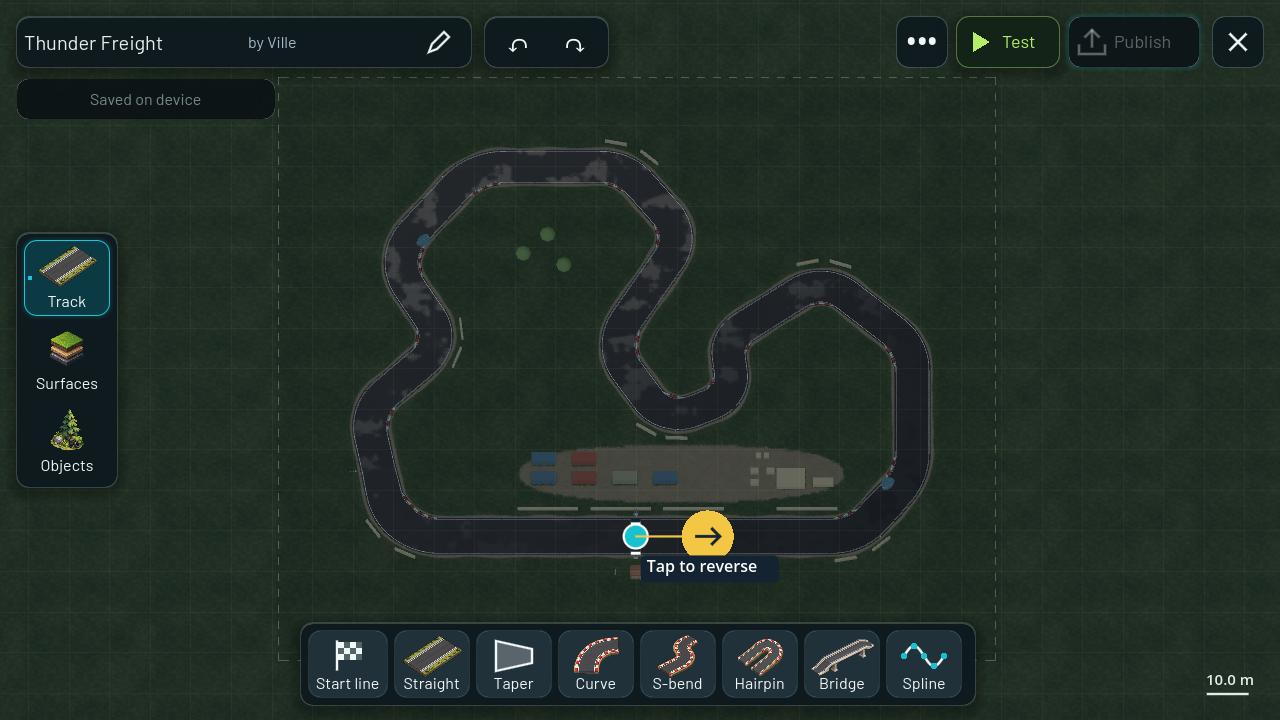 Thunder Freight
by Ville
Test
Publish
Saved on device
Track
Surfaces
Objects
Tap to reverse
Start line
Straight
Taper
Curve
S-bend
Hairpin
Bridge
Spline
10.0 m